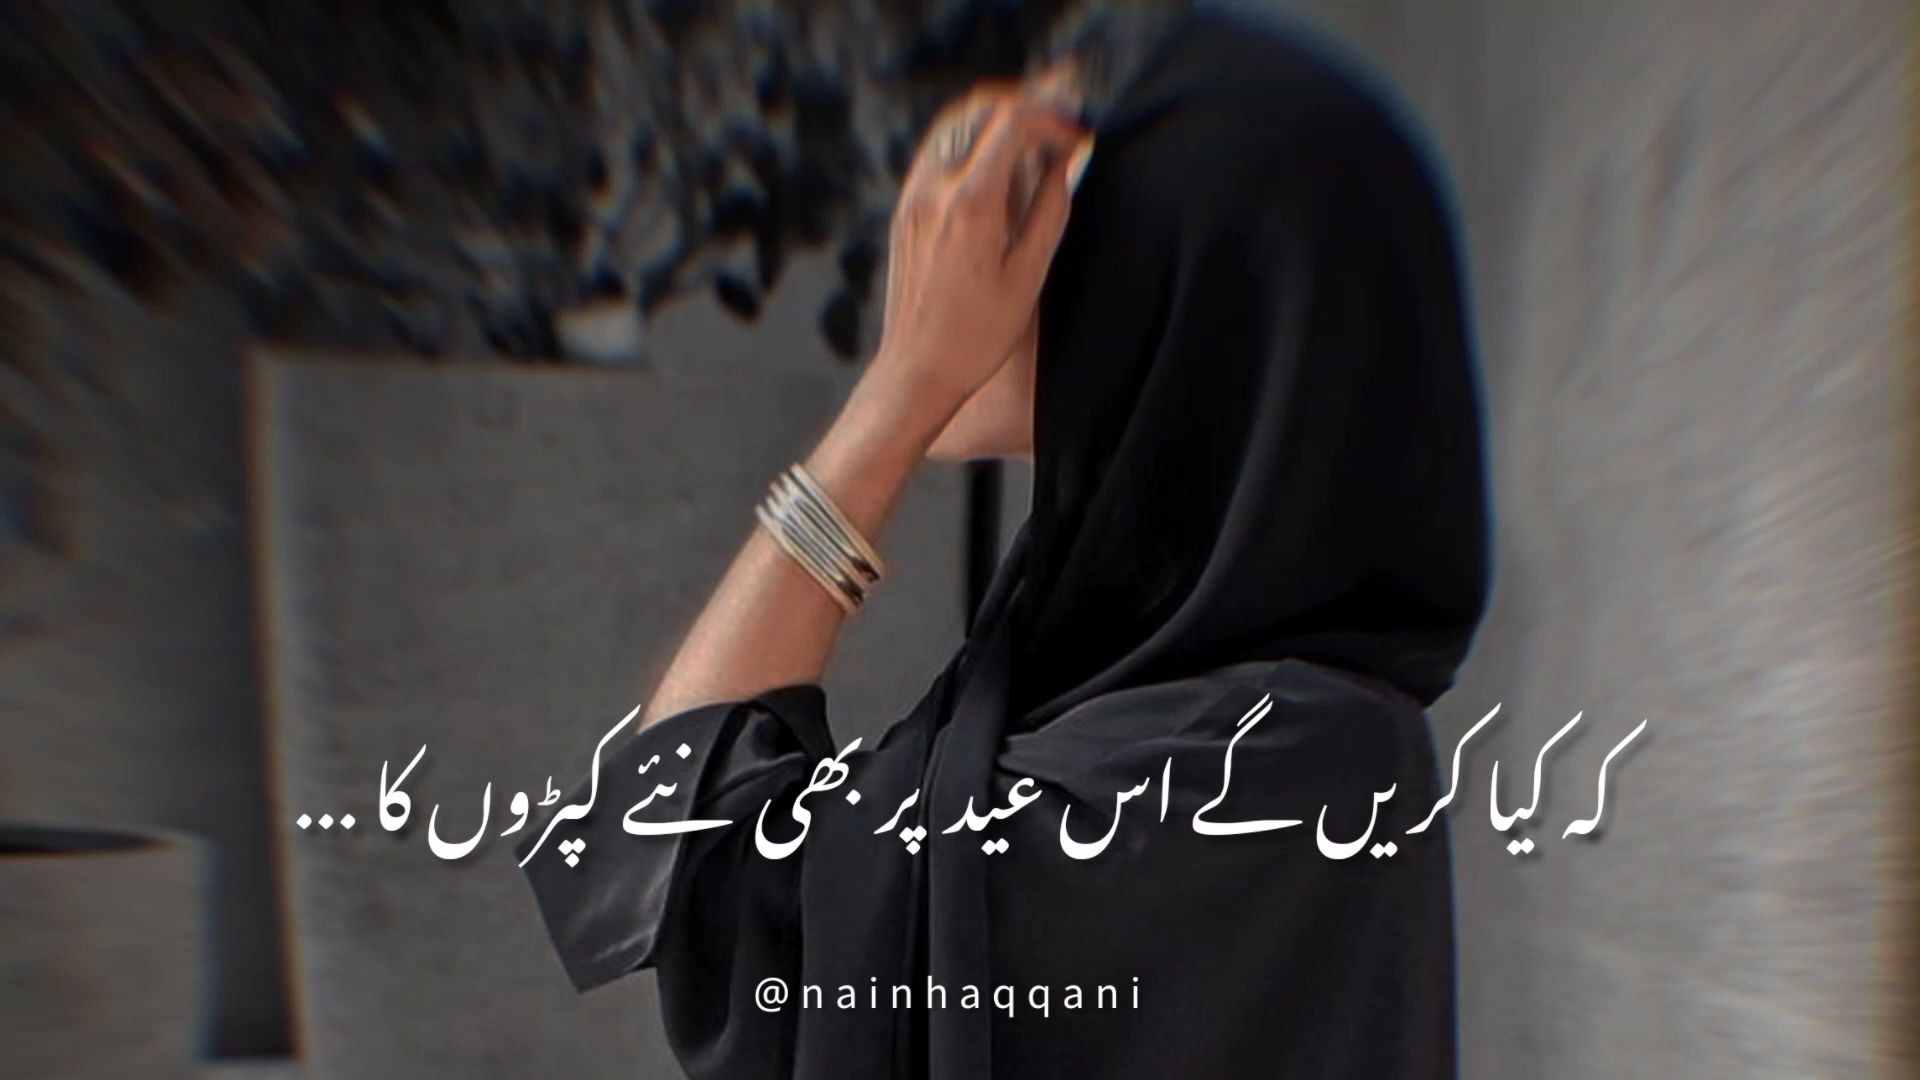 کہ کیا کریں گے اس عید پر بھی نئے کپڑوں کا ...
@nainhaqqani